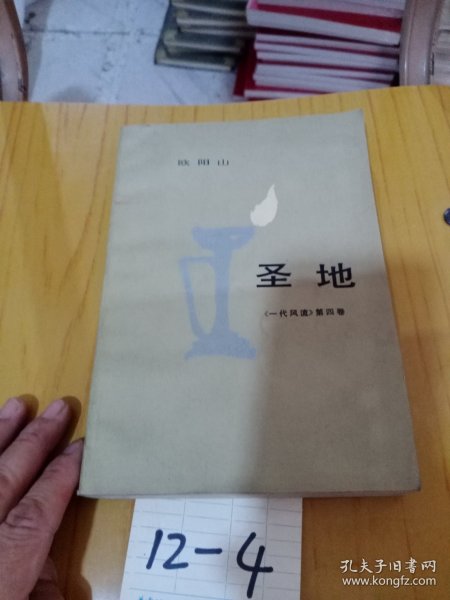 欧阳山
圣地
《一代风流》第四卷
12-4
孔夫子旧书网
www.kongfz.com